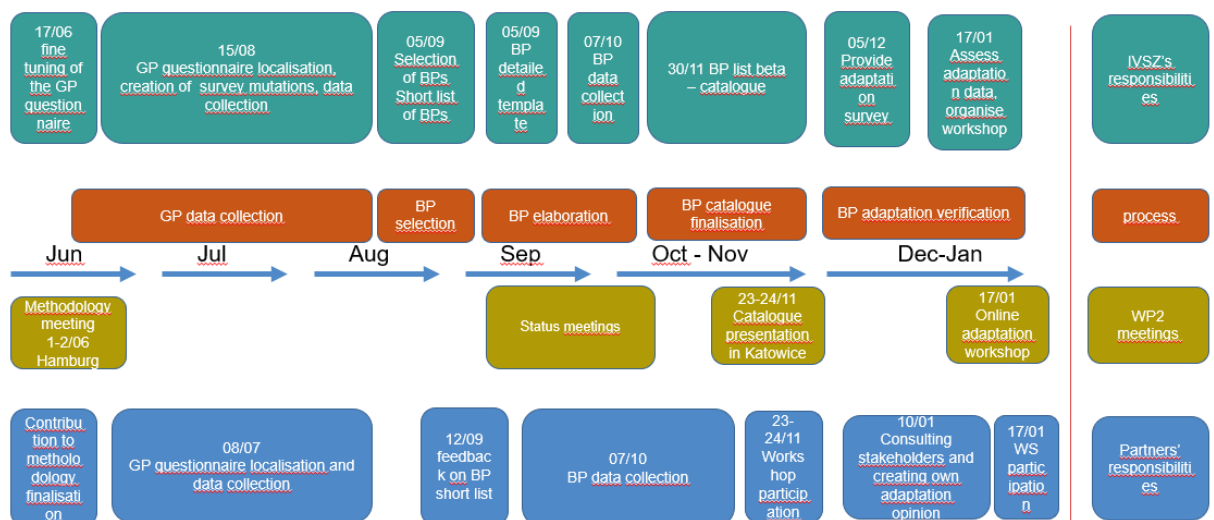 17/06
fine
tuning of
the GP
question
naire
15/08
GP questionnaire localisation,
creation of survey mutations, data
collection
05/09
Selection
of BPs
Short list
of BPs
05/09
BP
detaile
d
templa
te
07/10
BP
data
collect
ion
30/11 BP list beta
– catalogue
05/12
Provide
adaptati
on
survey
17/01
Assess
adaptatio
n data,
organise
workshop
IVSZ's
responsibiliti
es
GP data collection
BP
selection
BP elaboration
BP catalogue
finalisation
BP adaptation verification
process
Jun
Jul
Aug
Sep
Oct - Nov
Dec-Jan
Methodology
meeting
1-2/06
Hamburg
Status meetings
23-24/11
Catalogue
presentation
in Katowice
17/01
Online
adaptation
workshop
WP2
meetings
Contribu
tion to
metholo
dology
finalisati
on
08/07
GP questionnaire localisation and
data collection
12/09
feedbac
k on BP
short list
07/10
BP data collection
23-
24/11
Works
hop
particip
ation
10/01
Consulting
stakeholders and
creating own
adaptation
opinion
17/01
WS
partic
ipatio
n
Partners'
responsibiliti
es